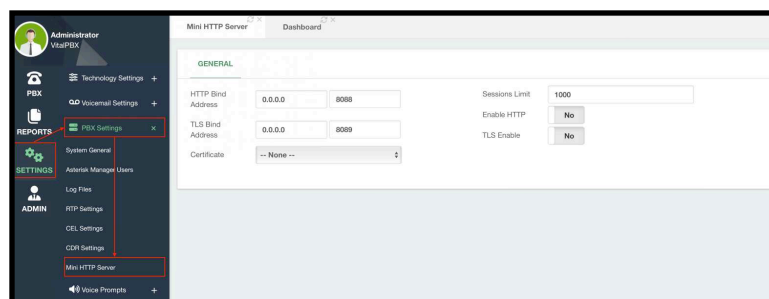 Administrator
VitalPBX
PBX
REPORTS
SETTINGS
ADMIN
Technology Settings +
Voicemail Settings +
PBX Settings ×
System General
Asterisk Manager Users
Log Files
RTP Settings
CEL Settings
CDR Settings
Mini HTTP Server
Voice Prompts +
Mini HTTP Server
Dashboard
GENERAL
HTTP Bind
Address
0.0.0.0 8088
TLS Bind
Address
0.0.0.0 8089
Certificate
-- None --
Sessions Limit 1000
Enable HTTP No
TLS Enable No